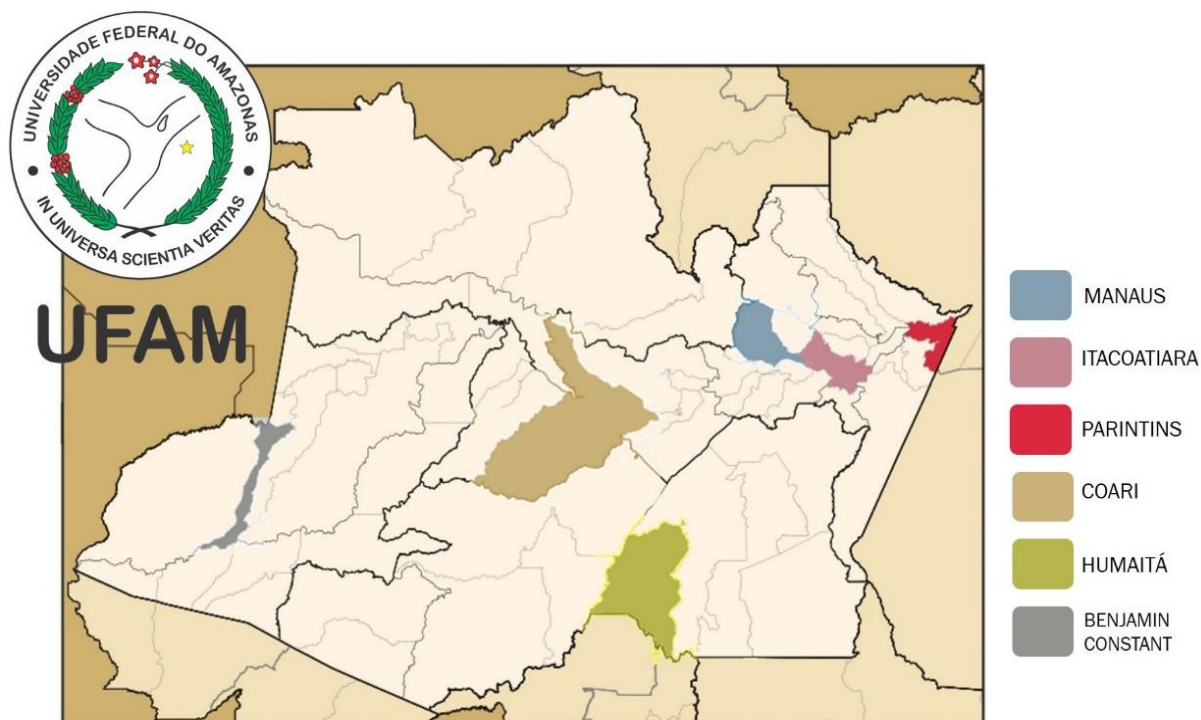 UNIVERSIDADE FEDERAL DO AMAZONAS
IN UNIVERSA SCIENTIA VERITAS
UFAM
MANAUS
ITACOATIARA
PARINTINS
COARI
HUMAITÁ
BENJAMIN
CONSTANT